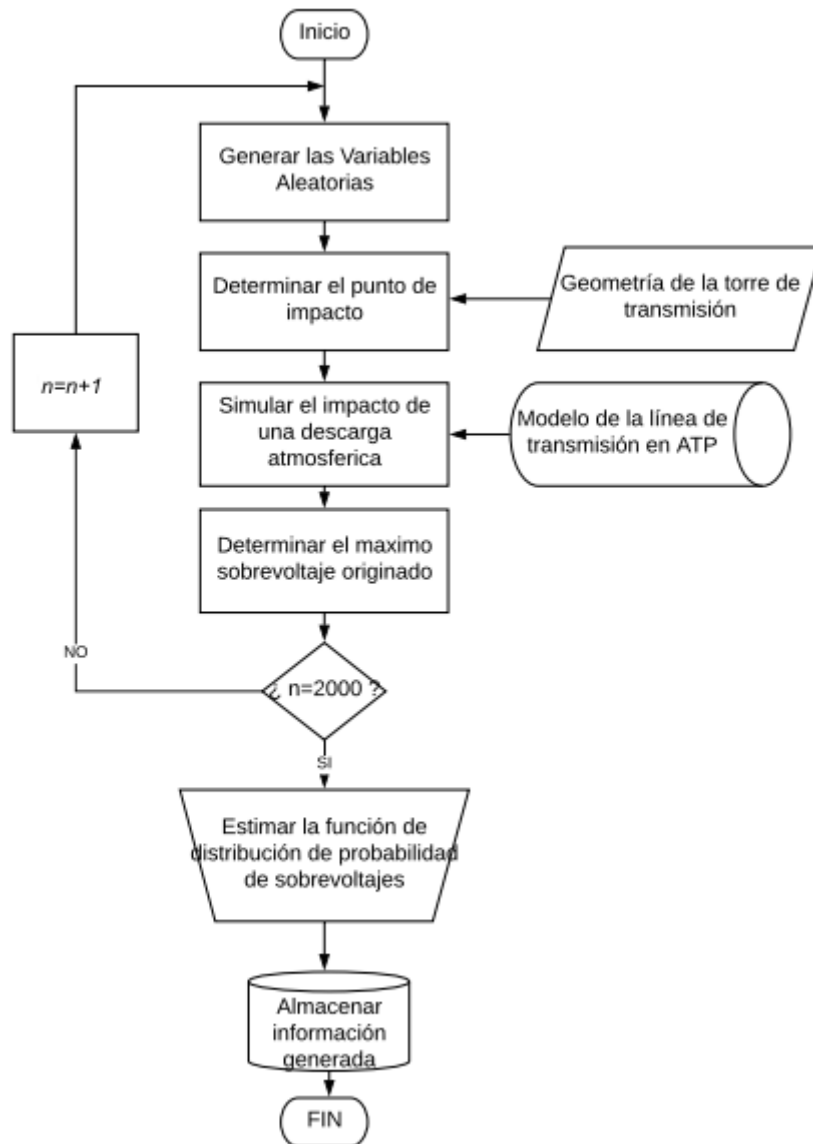 Inicio
Generar las Variables
Aleatorias
Determinar el punto de
impacto
Geometría de la torre de
transmisión
n=n+1
Simular el impacto de
una descarga
atmosferica
Modelo de la línea de
transmisión en ATP
Determinar el maximo
sobrevoltaje originado
NO
¿ n=2000 ?
SI
Estimar la función de
distribución de probabilidad
de sobrevoltajes
Almacenar
información
generada
FIN